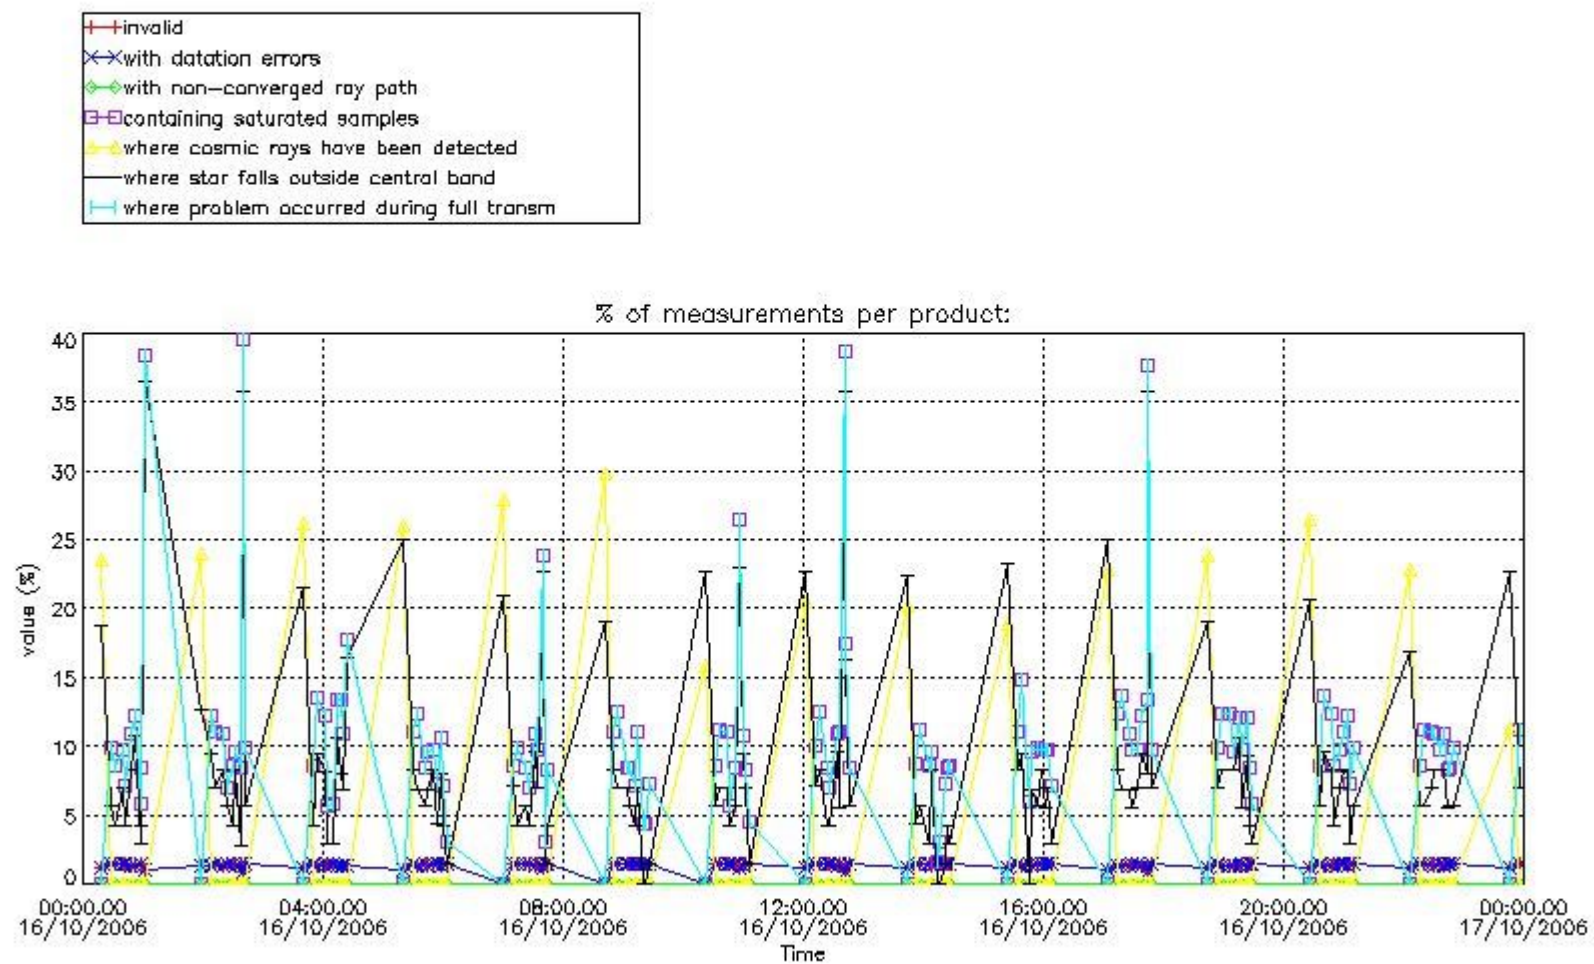 invalid
with datation errors
with non-converged ray path
containing saturated samples
where cosmic rays have been detected
where star falls outside central band
where problem occurred during full transm
% of measurements per product:
40
35
30
25
20
15
10
5
0
value (%)
00:00:00 04:00:00 08:00:00 12:00:00 16:00:00 20:00:00 00:00:00
16/10/2006 16/10/2006 16/10/2006 16/10/2006 16/10/2006 16/10/2006 17/10/2006
Time